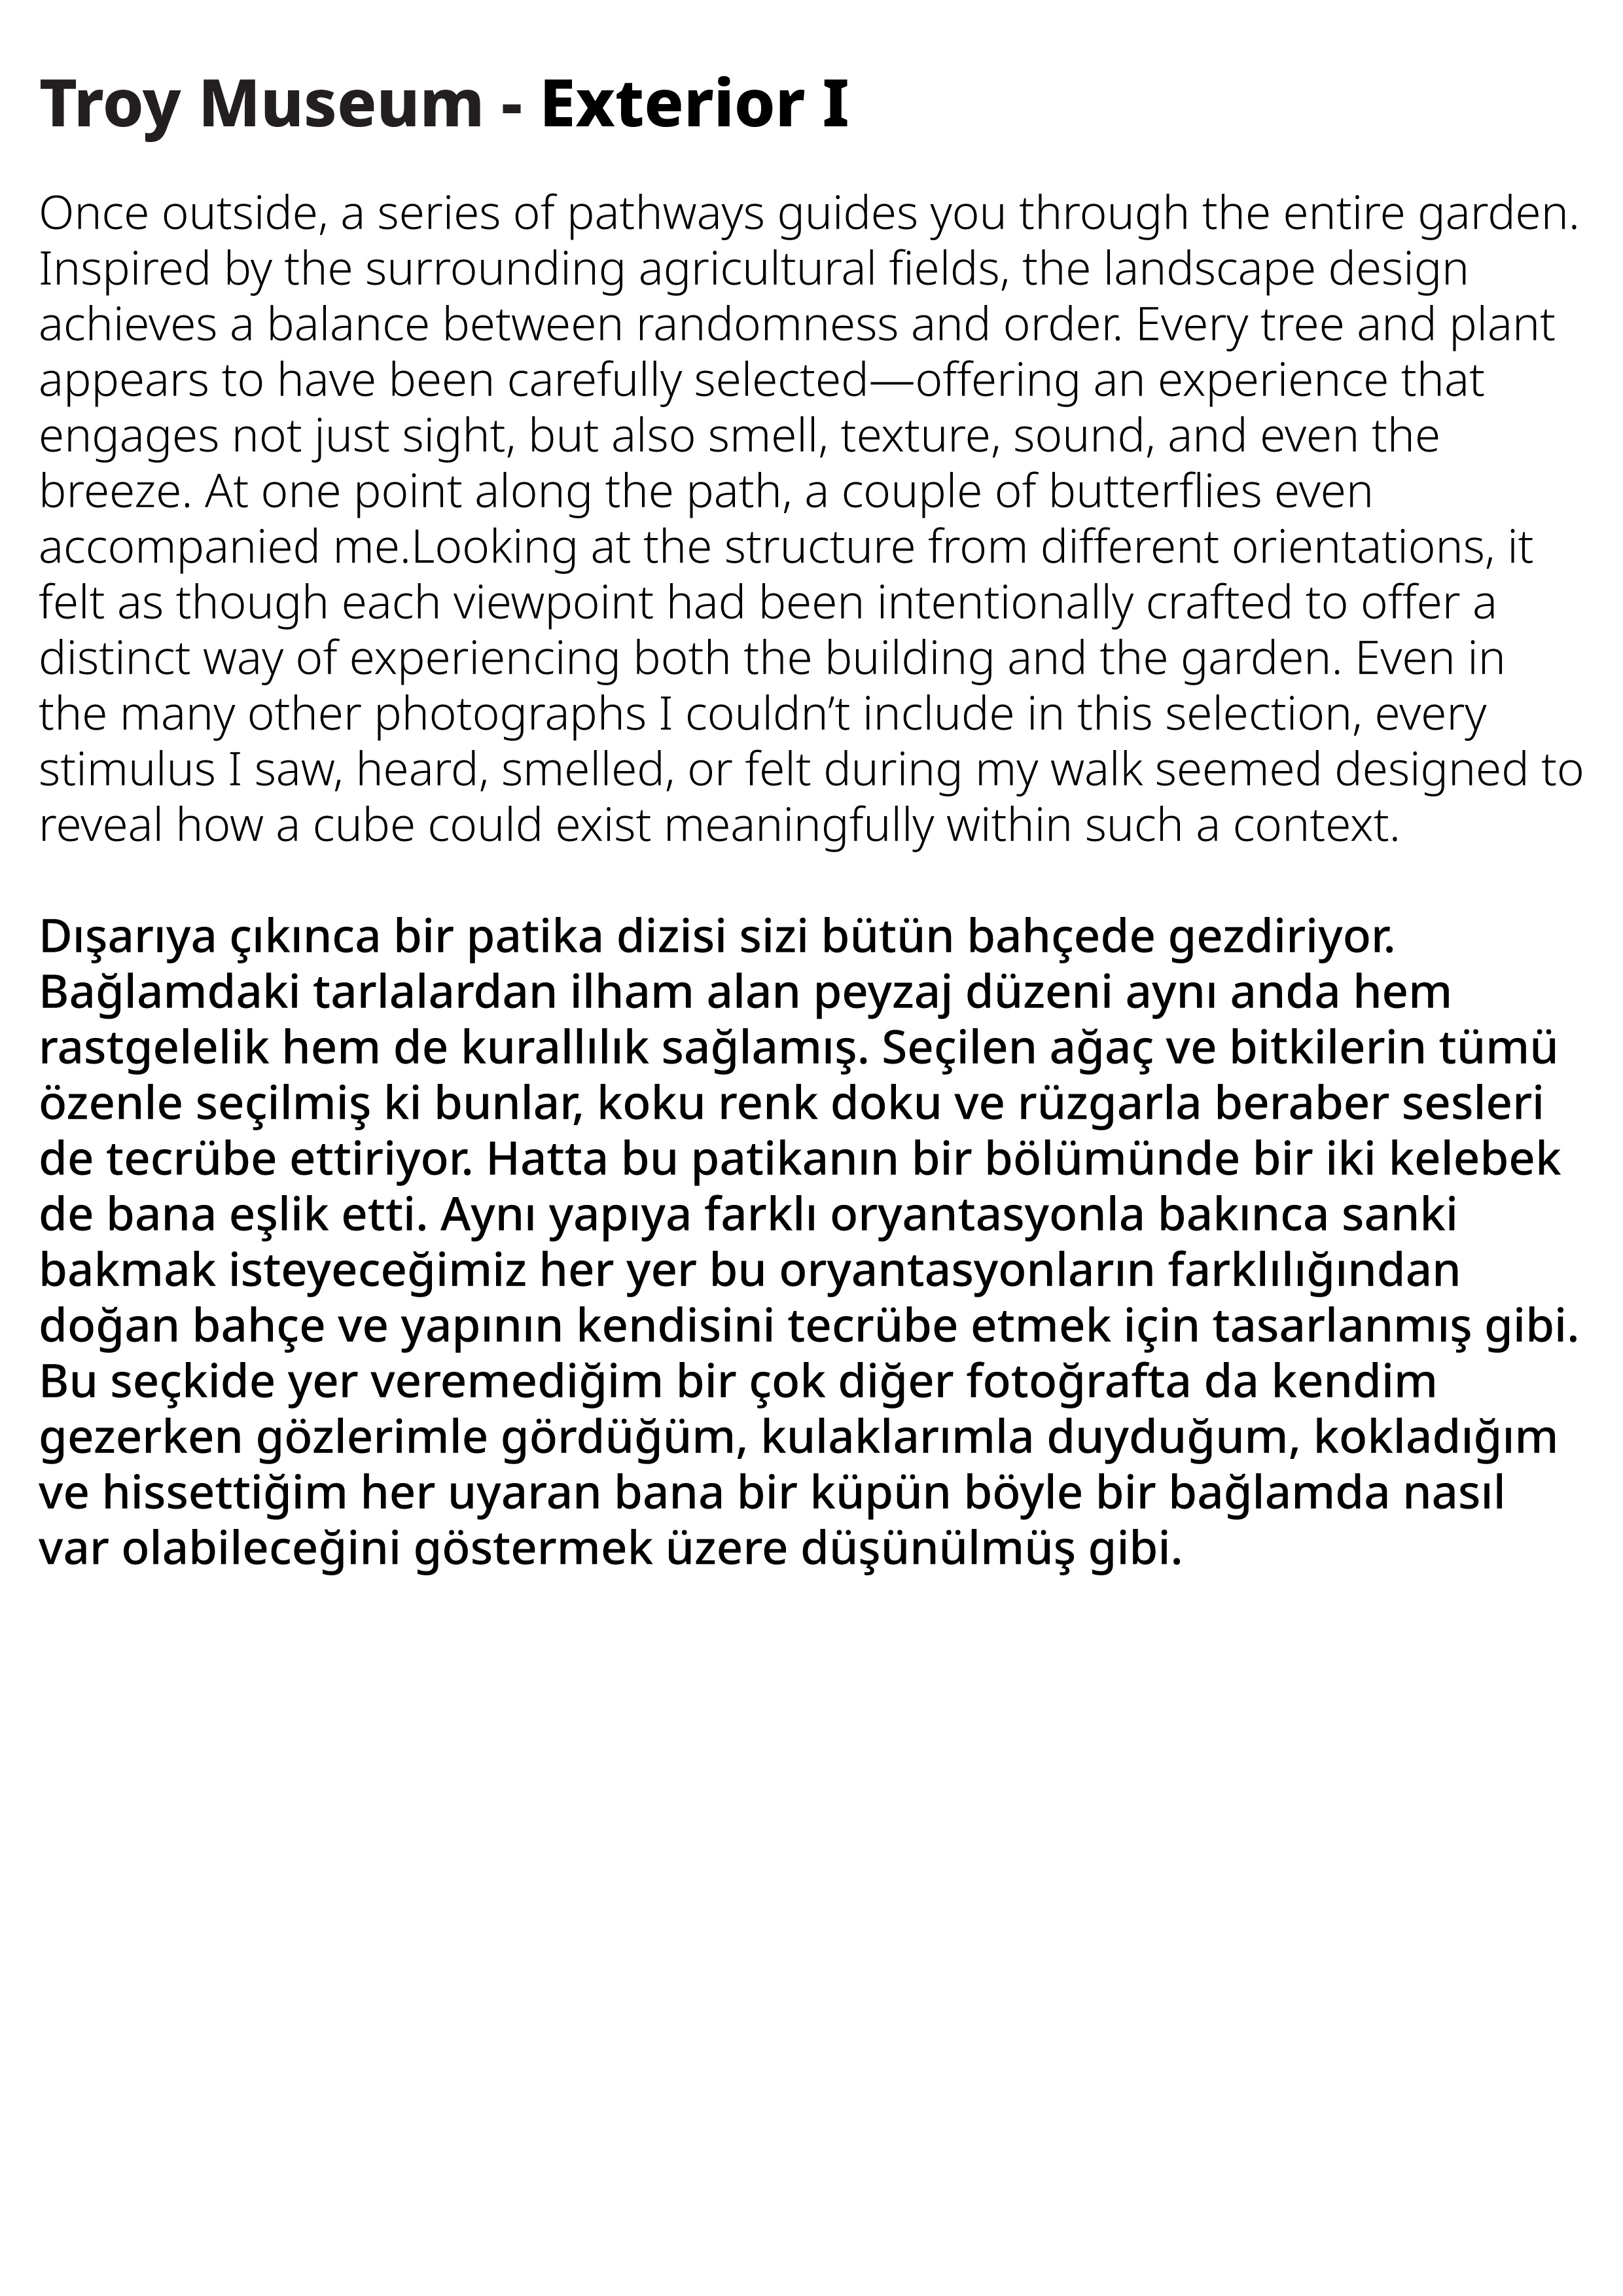 Troy Museum - Exterior I
Once outside, a series of pathways guides you through the entire garden.
Inspired by the surrounding agricultural fields, the landscape design
achieves a balance between randomness and order. Every tree and plant
appears to have been carefully selected—offering an experience that
engages not just sight, but also smell, texture, sound, and even the
breeze. At one point along the path, a couple of butterflies even
accompanied me.Looking at the structure from different orientations, it
felt as though each viewpoint had been intentionally crafted to offer a
distinct way of experiencing both the building and the garden. Even in
the many other photographs I couldn’t include in this selection, every
stimulus I saw, heard, smelled, or felt during my walk seemed designed to
reveal how a cube could exist meaningfully within such a context.
Dışarıya çıkınca bir patika dizisi sizi bütün bahçede gezdiriyor.
Bağlamdaki tarlalardan ilham alan peyzaj düzeni aynı anda hem
rastgelelik hem de kurallılık sağlamış. Seçilen ağaç ve bitkilerin tümü
özenle seçilmiş ki bunlar, koku renk doku ve rüzgarla beraber sesleri
de tecrübe ettiriyor. Hatta bu patikanın bir bölümünde bir iki kelebek
de bana eşlik etti. Aynı yapıya farklı oryantasyonla bakınca sanki
bakmak isteyeceğimiz her yer bu oryantasyonların farklılığından
doğan bahçe ve yapının kendisini tecrübe etmek için tasarlanmış gibi.
Bu seçkide yer veremediğim bir çok diğer fotoğrafta da kendim
gezerken gözlerimle gördüğüm, kulaklarımla duyduğum, kokladığım
ve hissettiğim her uyaran bana bir küpün böyle bir bağlamda nasıl
var olabileceğini göstermek üzere düşünülmüş gibi.